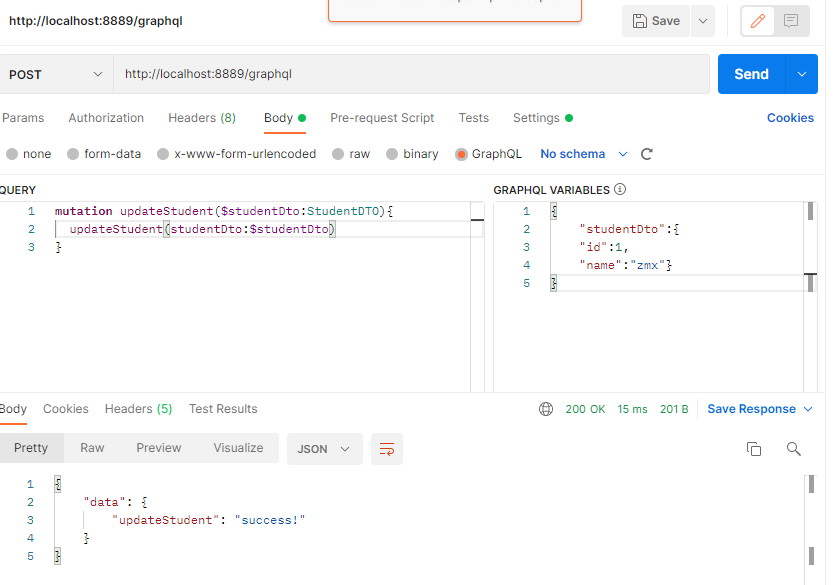 http://localhost:8889/graphql
Save
POST
http://localhost:8889/graphql
Send
Params Authorization Headers (8) Body Pre-request Script Tests Settings Cookies
none form-data x-www-form-urlencoded raw binary GraphQL No schema
QUERY
1 mutation updateStudent($studentDto:StudentDTO){
2 updateStudent(studentDto:$studentDto)
3 }
GRAPHQL VARIABLES
1 {
2 "studentDto":{
3 "id":1,
4 "name":"zmx"}
5 }
Body Cookies Headers (5) Test Results 200 OK 15 ms 201 B Save Response
Pretty Raw Preview Visualize JSON
1 {
2 "data": {
3 "updateStudent": "success!"
4 }
5 }